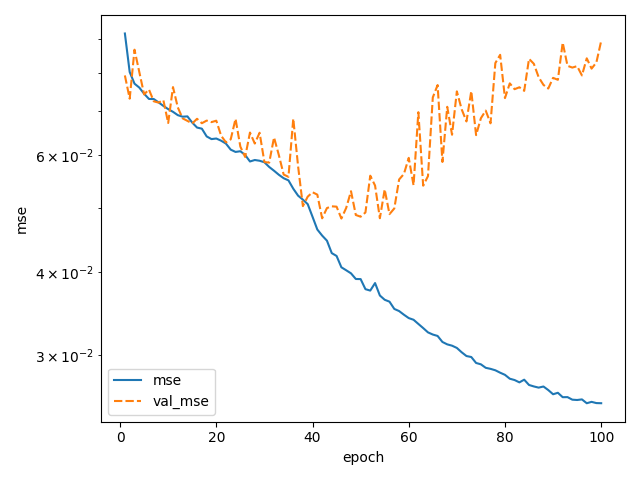 mse
6 × 10⁻²
4 × 10⁻²
3 × 10⁻²
mse
val_mse
0 20 40 60 80 100
epoch